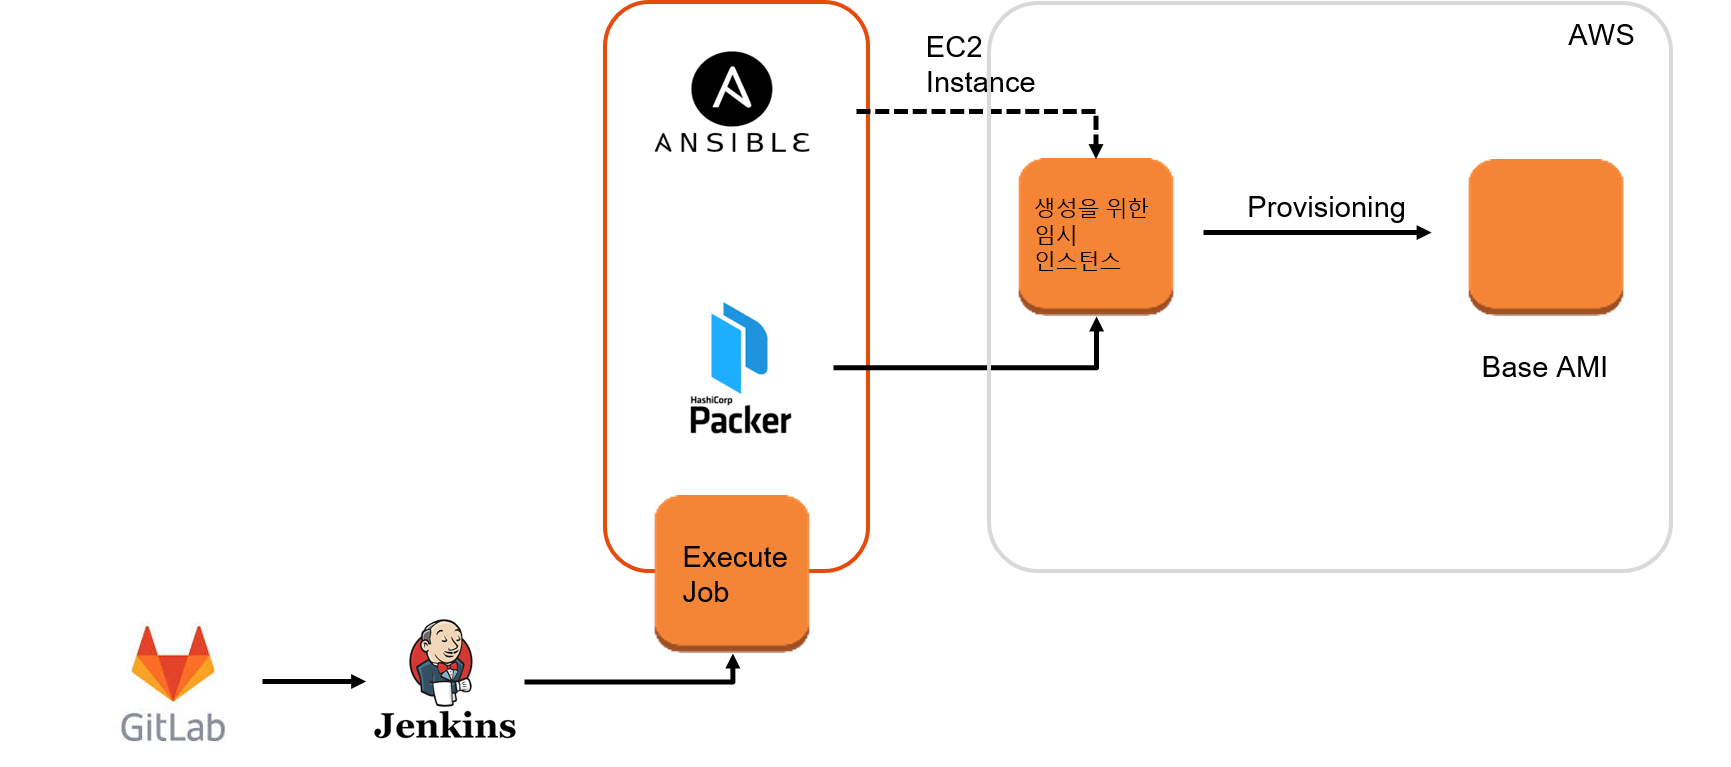 AWS
EC2
Instance
ANSIBLE
생성을 위한
임시
인스턴스
Provisioning
Base AMI
HashiCorp
Packer
Execute
Job
GitLab
Jenkins